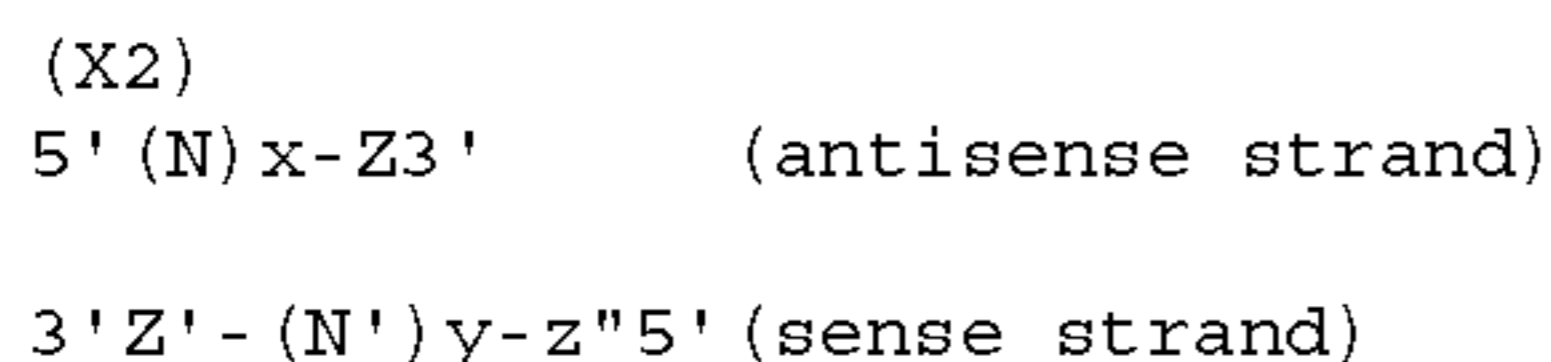 (X2)
5'(N)x-Z3' (antisense strand)
3'Z'-(N')y-z"5'(sense strand)